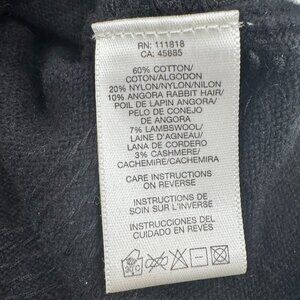 RN: 111818
CA: 45885
60% COTTON/
COTON/ALGODON
20% NYLON/NYLON/NILON
10% ANGORA RABBIT HAIR/
POIL DE LAPIN ANGORA/
PELO DE CONEJO
DE ANGORA
7% LAMBSWOOL/
LAINE D'AGNEAU/
LANA DE CORDERO
3% CASHMERE/
CACHEMIRE/CACHEMIRA
CARE INSTRUCTIONS
ON REVERSE
INSTRUCTIONS DE
SOIN SUR L'INVERSE
INSTRUCCIONES DEL
CUIDADO EN REVÉS